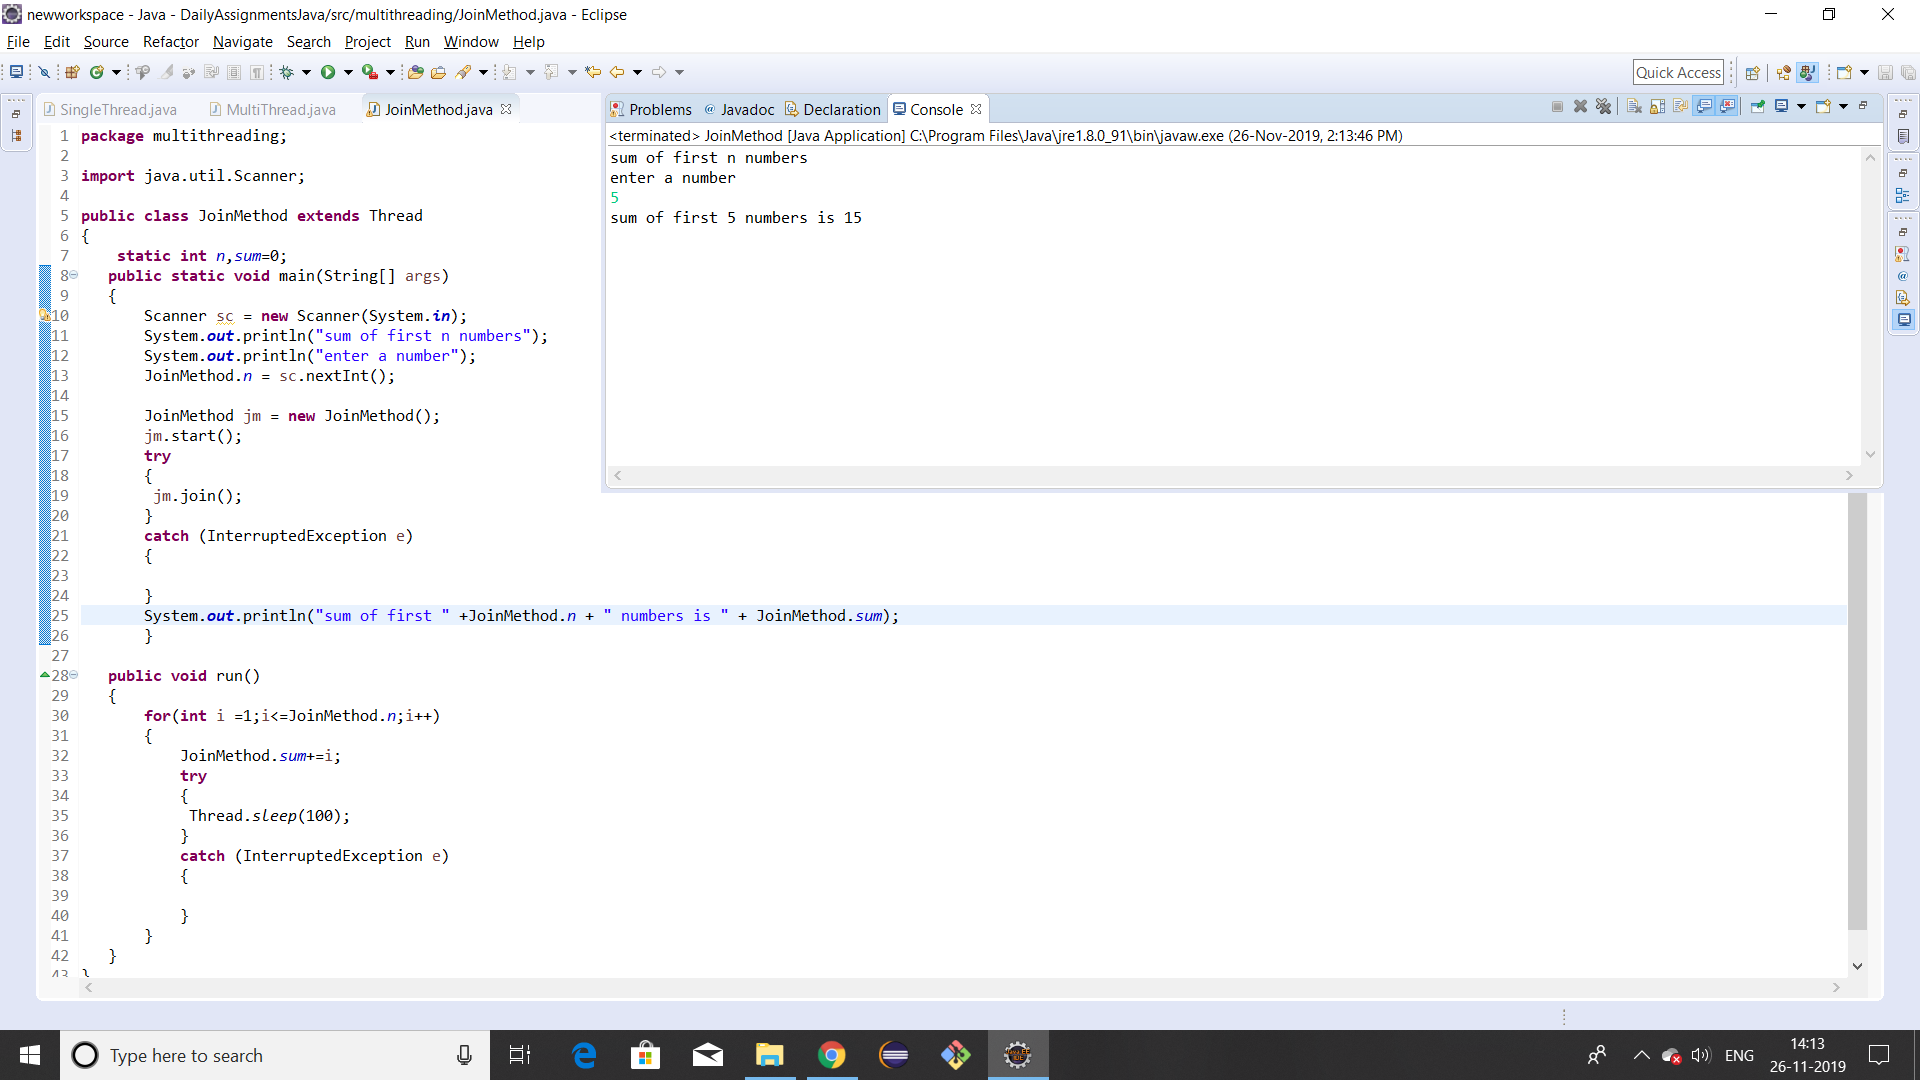 newworkspace - Java - DailyAssignmentsJava/src/multithreading/JoinMethod.java - Eclipse
File Edit Source Refactor Navigate Search Project Run Window Help
Quick Access
SingleThread.java MultiThread.java JoinMethod.java
1 package multithreading;
2
3 import java.util.Scanner;
4
5 public class JoinMethod extends Thread
6 {
7 static int n,sum=0;
8 public static void main(String[] args)
9 {
10 Scanner sc = new Scanner(System.in);
11 System.out.println("sum of first n numbers");
12 System.out.println("enter a number");
13 JoinMethod.n = sc.nextInt();
14
15 JoinMethod jm = new JoinMethod();
16 jm.start();
17 try
18 {
19 jm.join();
20 }
21 catch (InterruptedException e)
22 {
23
24 }
25 System.out.println("sum of first " +JoinMethod.n + " numbers is " + JoinMethod.sum);
26 }
27
28 public void run()
29 {
30 for(int i =1;i<=JoinMethod.n;i++)
31 {
32 JoinMethod.sum+=i;
33 try
34 {
35 Thread.sleep(100);
36 }
37 catch (InterruptedException e)
38 {
39
40 }
41 }
42 }
43 }
Problems @ Javadoc Declaration Console
<terminated> JoinMethod [Java Application] C:\Program Files\Java\jre1.8.0_91\bin\javaw.exe (26-Nov-2019, 2:13:46 PM)
sum of first n numbers
enter a number
5
sum of first 5 numbers is 15
Type here to search
ENG
14:13
26-11-2019